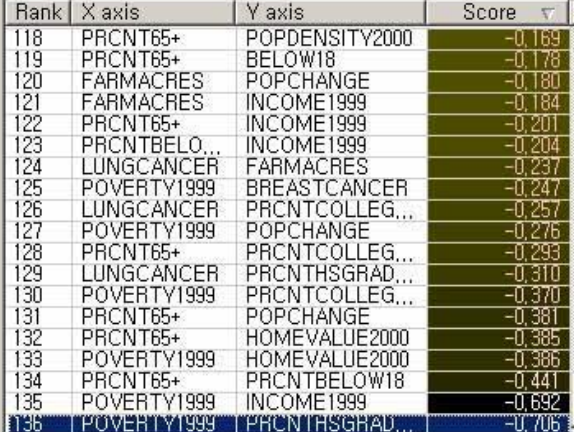 Rank X axis Y axis Score
118 PRCNT65+ POPDENSITY2000 -0,169
119 PRCNT65+ BELOW18 -0,178
120 FARMACRES POPCHANGE -0,180
121 FARMACRES INCOME1999 -0,184
122 PRCNT65+ INCOME1999 -0,201
123 PRCNTBELO... INCOME1999 -0,204
124 LUNGCANCER FARMACRES -0,237
125 POVERTY1999 BREASTCANCER -0,247
126 LUNGCANCER PRCNTCOLLEG... -0,257
127 POVERTY1999 POPCHANGE -0,276
128 PRCNT65+ PRCNTCOLLEG... -0,293
129 LUNGCANCER PRCNTHSGRAD... -0,310
130 POVERTY1999 PRCNTCOLLEG... -0,370
131 PRCNT65+ POPCHANGE -0,381
132 PRCNT65+ HOMEVALUE2000 -0,385
133 POVERTY1999 HOMEVALUE2000 -0,386
134 PRCNT65+ PRCNTBELOW18 -0,441
135 POVERTY1999 INCOME1999 -0,692
136 POVERTY1999 PRCNTHSGRAD... -0,706